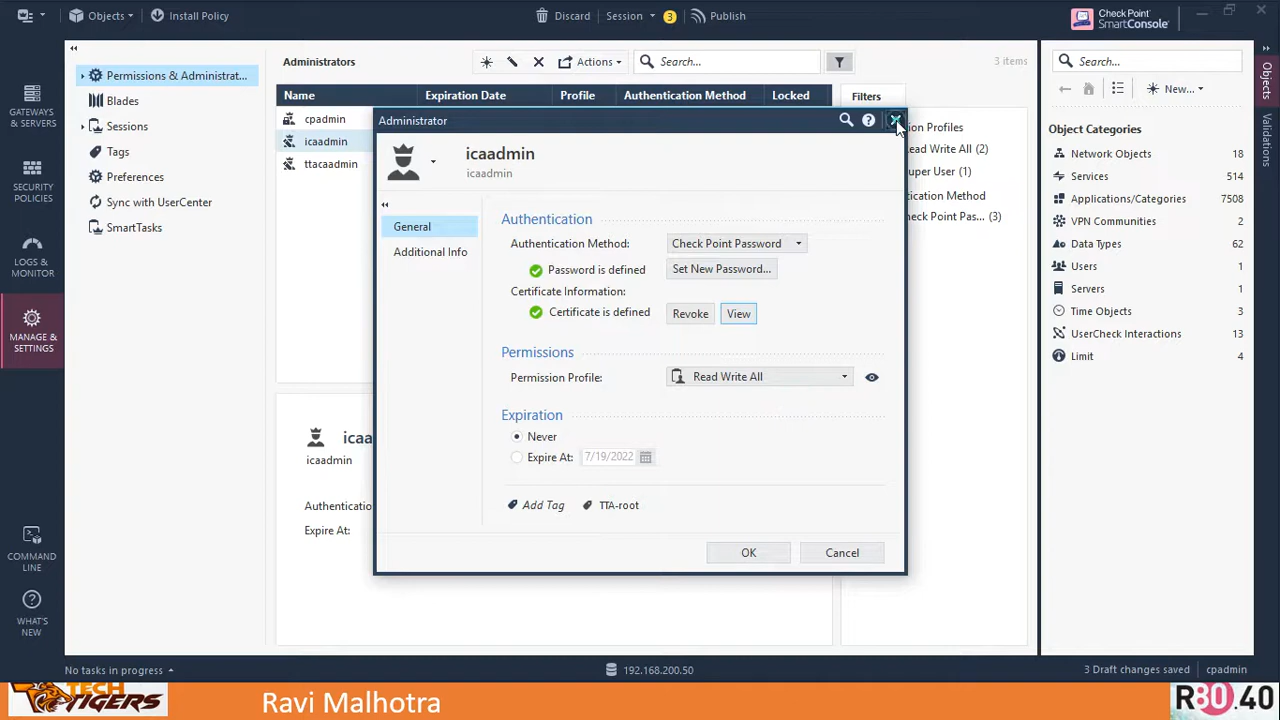 Objects
Install Policy
Discard
Session
3
Publish
Check Point
SmartConsole
GATEWAYS
& SERVERS
SECURITY
POLICIES
LOGS &
MONITOR
MANAGE &
SETTINGS
COMMAND
LINE
WHAT'S
NEW
Permissions & Administrat...
Blades
Sessions
Tags
Preferences
Sync with UserCenter
SmartTasks
Administrators
Actions
Search...
3 items
Name Expiration Date Profile Authentication Method Locked
cpadmin
icaadmin
ttacaadmin
icaa
icaadmin
Authenticatio
Expire At:
Filters
ion Profiles
ead Write All (2)
uper User (1)
ication Method
heck Point Pas... (3)
Administrator
icaadmin
icaadmin
General
Additional Info
Authentication
Authentication Method: Check Point Password
Password is defined Set New Password...
Certificate Information:
Certificate is defined Revoke View
Permissions
Permission Profile: Read Write All
Expiration
Never
Expire At: 7/19/2022
Add Tag TTA-root
OK Cancel
Search...
New...
Object Categories
Network Objects 18
Services 514
Applications/Categories 7508
VPN Communities 2
Data Types 62
Users 1
Servers 1
Time Objects 3
UserCheck Interactions 13
Limit 4
Objects
Validations
No tasks in progress
192.168.200.50
3 Draft changes saved
cpadmin
TECH
TIGERS
Ravi Malhotra
R80.40